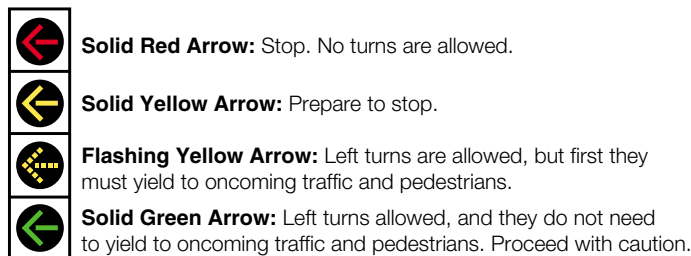 Solid Red Arrow: Stop. No turns are allowed.
Solid Yellow Arrow: Prepare to stop.
Flashing Yellow Arrow: Left turns are allowed, but first they
must yield to oncoming traffic and pedestrians.
Solid Green Arrow: Left turns allowed, and they do not need
to yield to oncoming traffic and pedestrians. Proceed with caution.